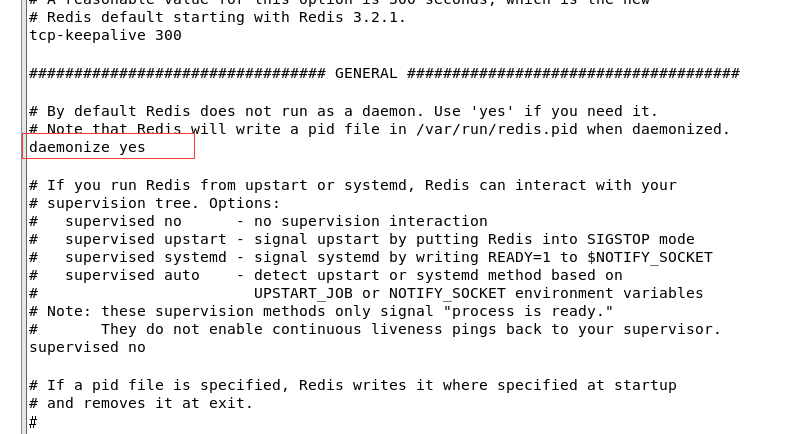 # A reasonable value for this option is 300 seconds, which is the new
# Redis default starting with Redis 3.2.1.
tcp-keepalive 300
################################# GENERAL #####################################
# By default Redis does not run as a daemon. Use 'yes' if you need it.
# Note that Redis will write a pid file in /var/run/redis.pid when daemonized.
daemonize yes
# If you run Redis from upstart or systemd, Redis can interact with your
# supervision tree. Options:
#   supervised no      - no supervision interaction
#   supervised upstart - signal upstart by putting Redis into SIGSTOP mode
#   supervised systemd - signal systemd by writing READY=1 to $NOTIFY_SOCKET
#   supervised auto    - detect upstart or systemd method based on
#                        UPSTART_JOB or NOTIFY_SOCKET environment variables
# Note: these supervision methods only signal "process is ready."
#       They do not enable continuous liveness pings back to your supervisor.
supervised no
# If a pid file is specified, Redis writes it where specified at startup
# and removes it at exit.
#